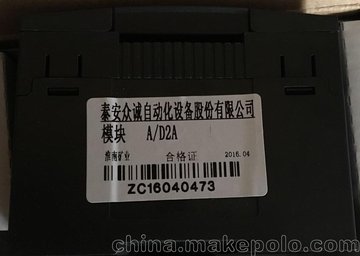 泰安众诚自动化设备股份有限公司
模块 A/D2A
淮南矿业 合格证 2016.04
ZC16040473
china.makepolo.com